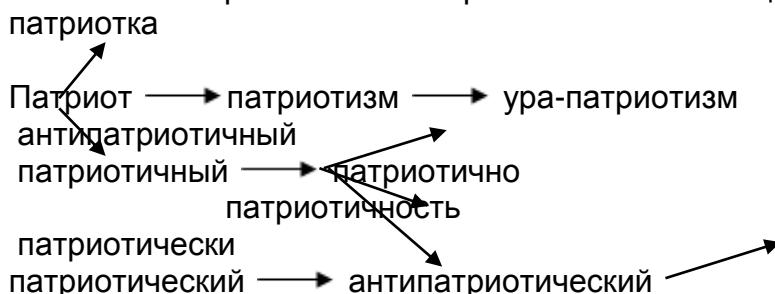 патриотка
Патриот патриотизм ура-патриотизм
антипатриотичный
патриотичный патриотично
патриотичность
патриотически
патриотический антипатриотический